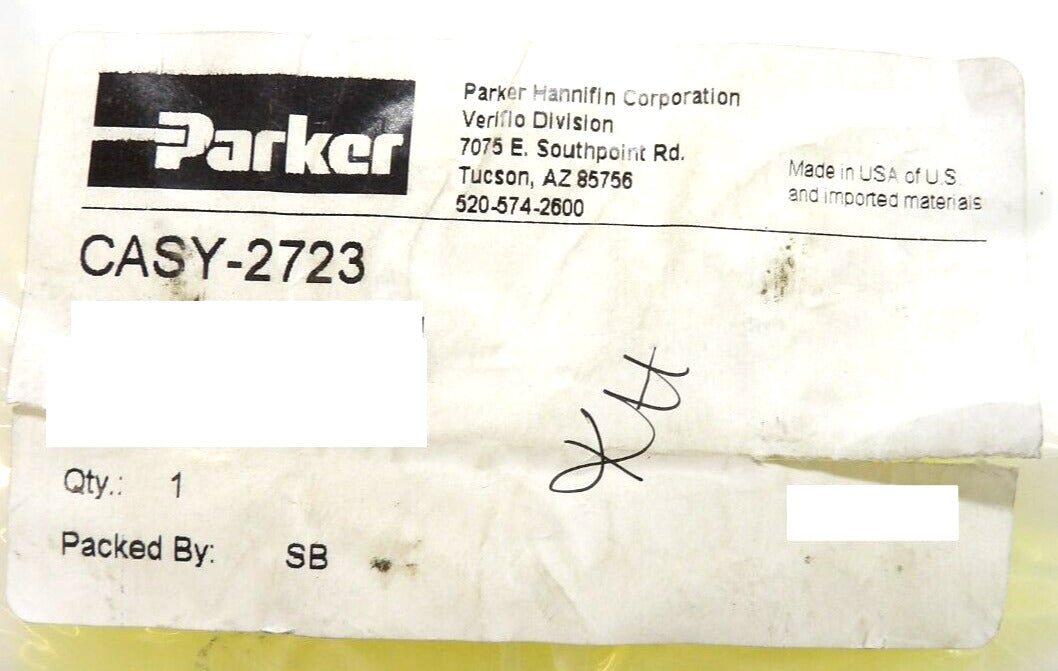 Parker
Parker Hannifin Corporation
Veriflo Division
7075 E. Southpoint Rd.
Tucson, AZ 85756
520-574-2600
Made in USA of U.S.
and imported materials
CASY-2723
Qty.: 1
Packed By: SB